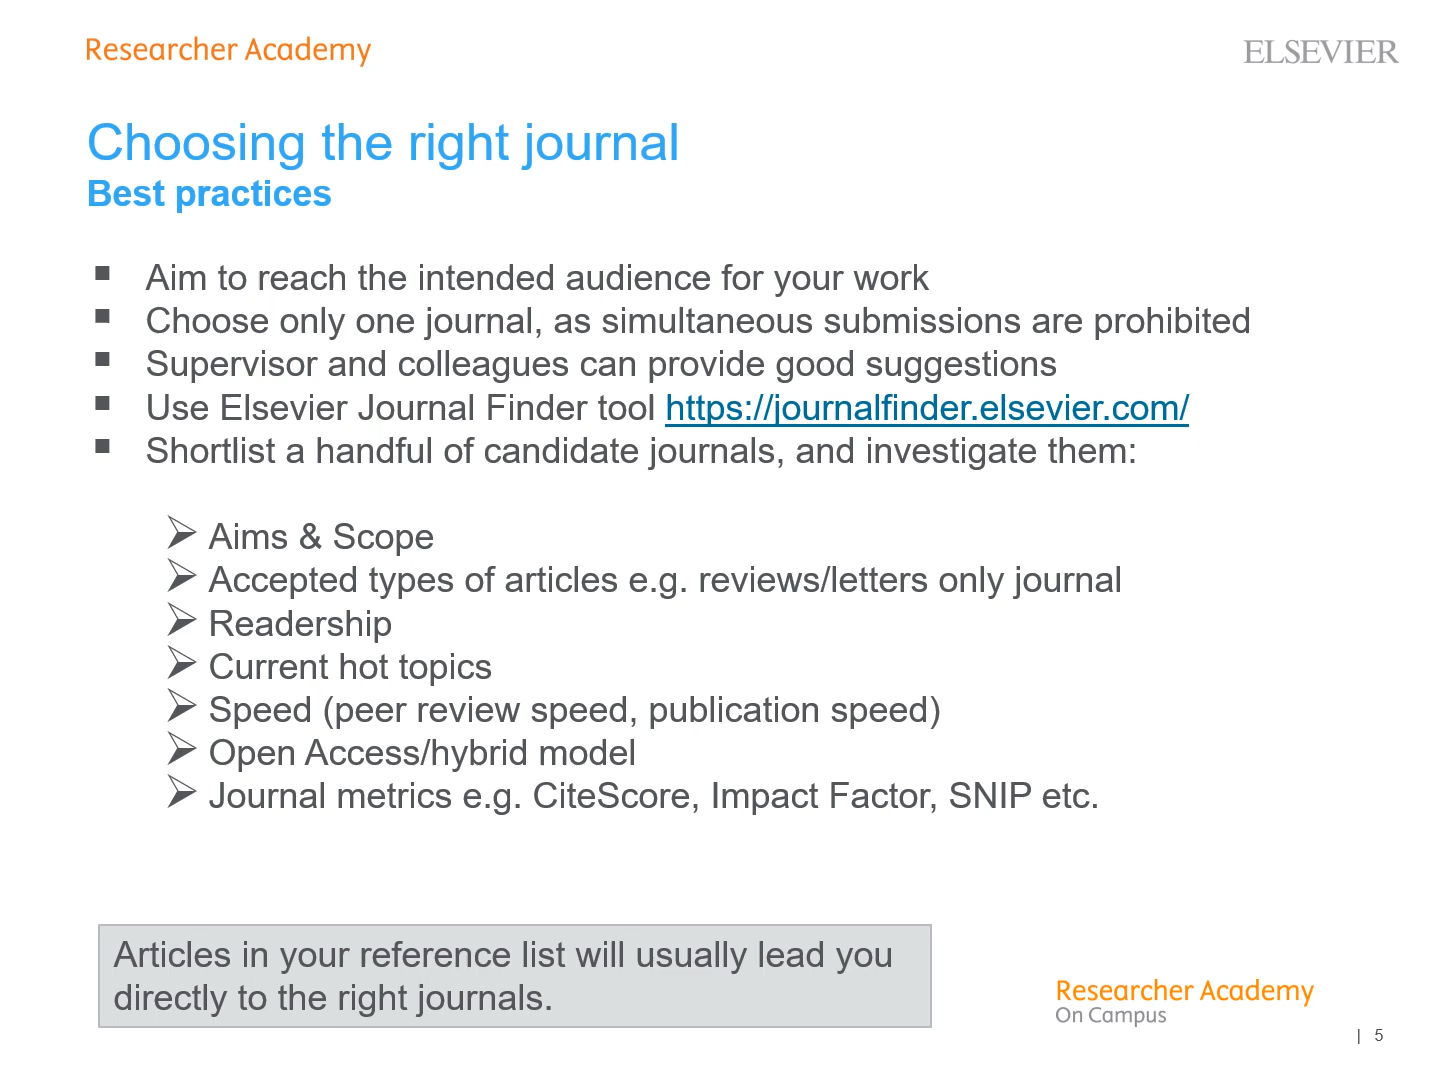 Researcher Academy
ELSEVIER
Choosing the right journal
Best practices
Aim to reach the intended audience for your work
Choose only one journal, as simultaneous submissions are prohibited
Supervisor and colleagues can provide good suggestions
Use Elsevier Journal Finder tool https://journalfinder.elsevier.com/
Shortlist a handful of candidate journals, and investigate them:
Aims & Scope
Accepted types of articles e.g. reviews/letters only journal
Readership
Current hot topics
Speed (peer review speed, publication speed)
Open Access/hybrid model
Journal metrics e.g. CiteScore, Impact Factor, SNIP etc.
Articles in your reference list will usually lead you
directly to the right journals.
Researcher Academy
On Campus
| 5